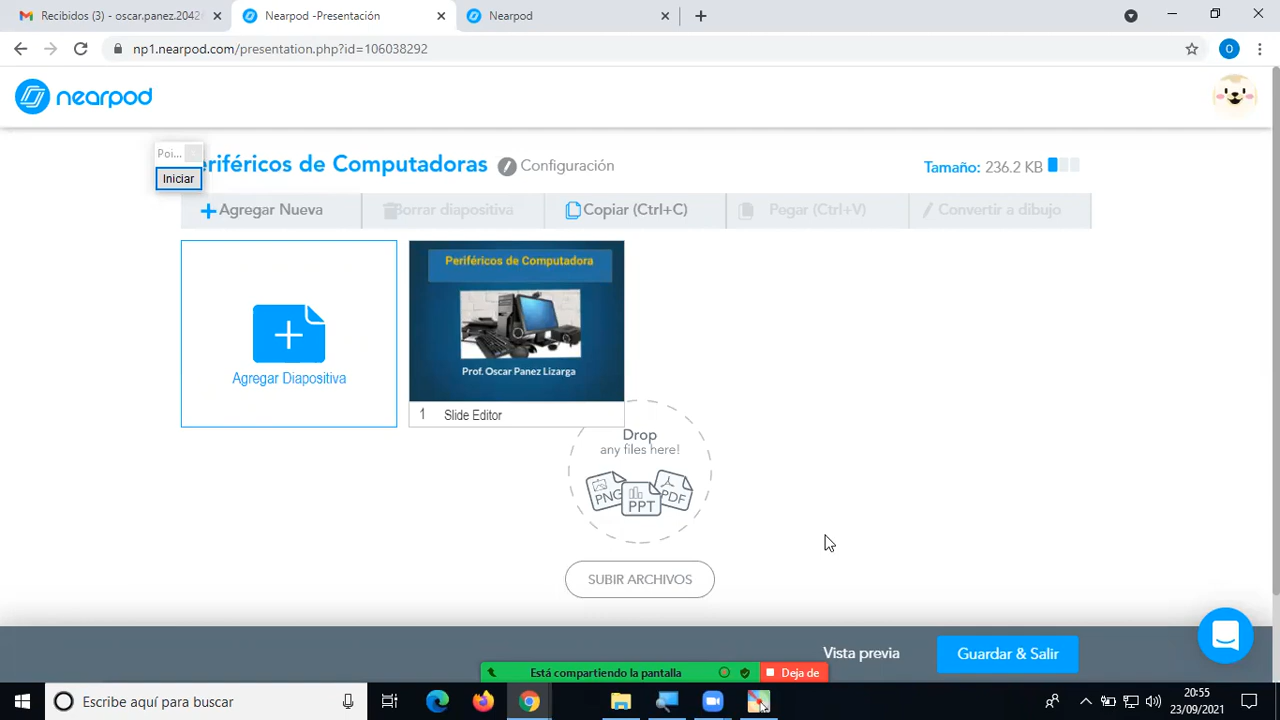 Recibidos (3) - oscar.panez.2042
Nearpod -Presentación
Nearpod
np1.nearpod.com/presentation.php?id=106038292
O
nearpod
Poi...
Iniciar
eriféricos de Computadoras
Configuración
Tamaño: 236.2 KB
Agregar Nueva
Borrar diapositiva
Copiar (Ctrl+C)
Pegar (Ctrl+V)
Convertir a dibujo
Agregar Diapositiva
Periféricos de Computadora
Prof. Oscar Panez Lizarga
1 Slide Editor
Drop
any files here!
PNG
PPT
PDF
SUBIR ARCHIVOS
Vista previa
Guardar & Salir
Está compartiendo la pantalla
Deja de
Escribe aquí para buscar
20:55
23/09/2021